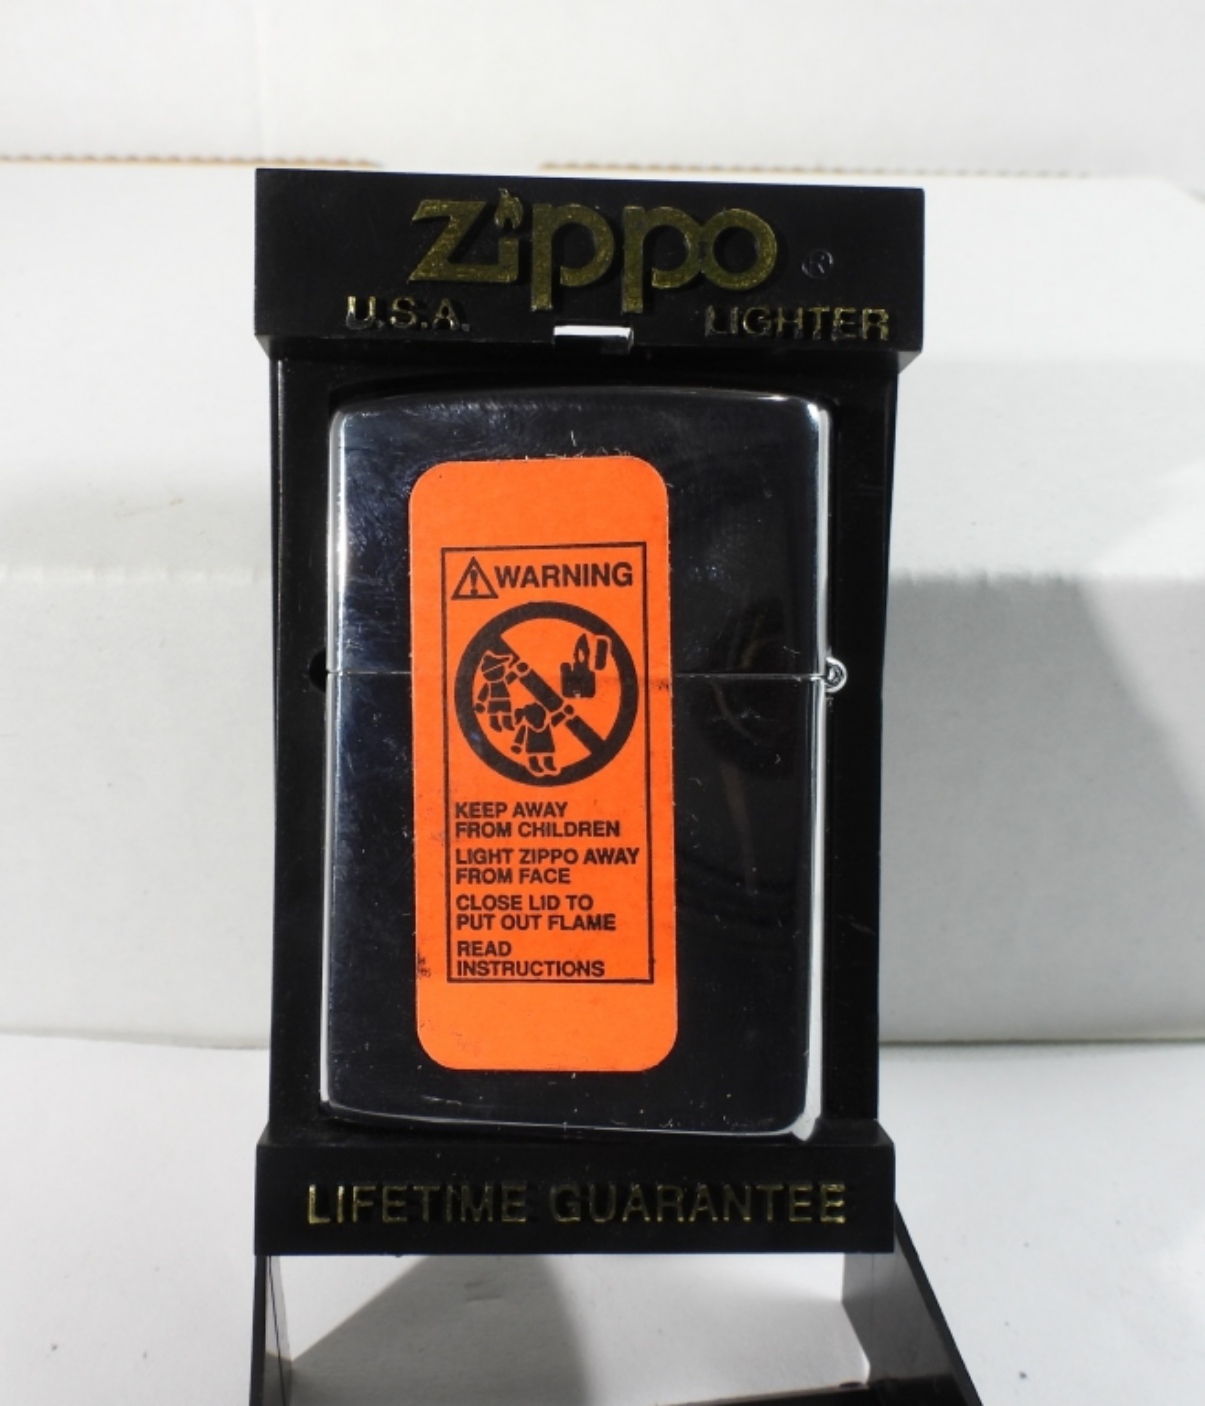 Zippo ®
U.S.A. LIGHTER
WARNING
KEEP AWAY
FROM CHILDREN
LIGHT ZIPPO AWAY
FROM FACE
CLOSE LID TO
PUT OUT FLAME
READ
INSTRUCTIONS
LIFETIME GUARANTEE